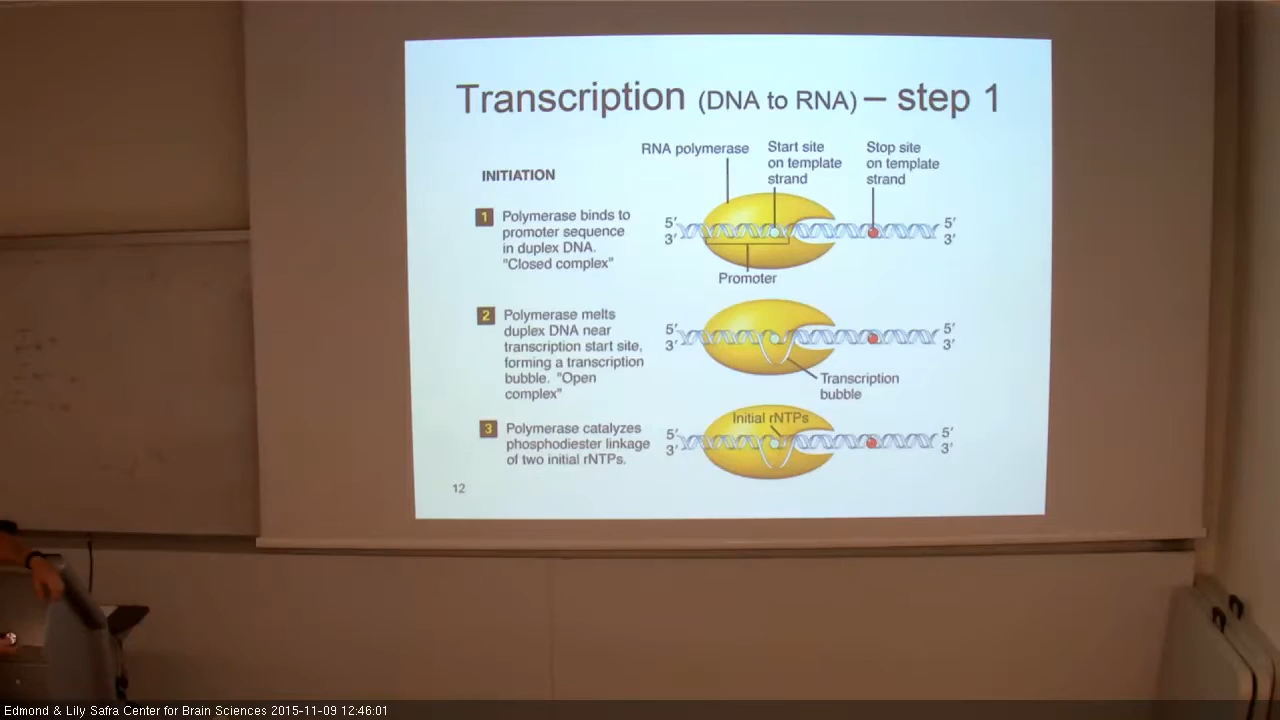 Transcription (DNA to RNA) – step 1
INITIATION
RNA polymerase
Start site
on template
strand
Stop site
on template
strand
1
Polymerase binds to
promoter sequence
in duplex DNA.
"Closed complex"
5′
3′
5′
3′
Promoter
2
Polymerase melts
duplex DNA near
transcription start site,
forming a transcription
bubble. "Open
complex"
5′
3′
5′
3′
Transcription
bubble
3
Polymerase catalyzes
phosphodiester linkage
of two initial rNTPs.
Initial rNTPs
5′
3′
5′
3′
12
Edmond & Lily Safra Center for Brain Sciences 2015-11-09 12:46:01